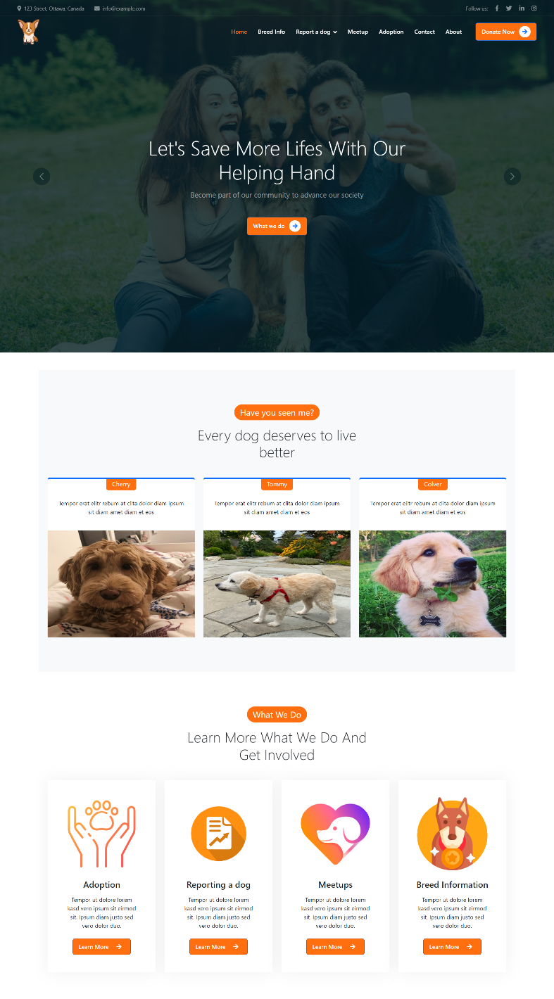 123 Street, Ottawa, Canada info@example.com Follow us:
Home Breed Info Report a dog Meetup Adoption Contact About Donate Now
Let's Save More Lifes With Our
Helping Hand
Become part of our community to advance our society
What we do
Have you seen me?
Every dog deserves to live
better
Cherry
Tempor erat elitr rebum at clita dolor diam ipsum
sit diam amet diam et eos
Tommy
Tempor erat elitr rebum at clita dolor diam ipsum
sit diam amet diam et eos
Colver
Tempor erat elitr rebum at clita dolor diam ipsum
sit diam amet diam et eos
What We Do
Learn More What We Do And
Get Involved
Adoption
Tempor ut dolore lorem
kasd vero ipsum sit eirmod
sit. Ipsum diam justo sed
vero dolor duo.
Learn More
Reporting a dog
Tempor ut dolore lorem
kasd vero ipsum sit eirmod
sit. Ipsum diam justo sed
vero dolor duo.
Learn More
Meetups
Tempor ut dolore lorem
kasd vero ipsum sit eirmod
sit. Ipsum diam justo sed
vero dolor duo.
Learn More
Breed Information
Tempor ut dolore lorem
kasd vero ipsum sit eirmod
sit. Ipsum diam justo sed
vero dolor duo.
Learn More